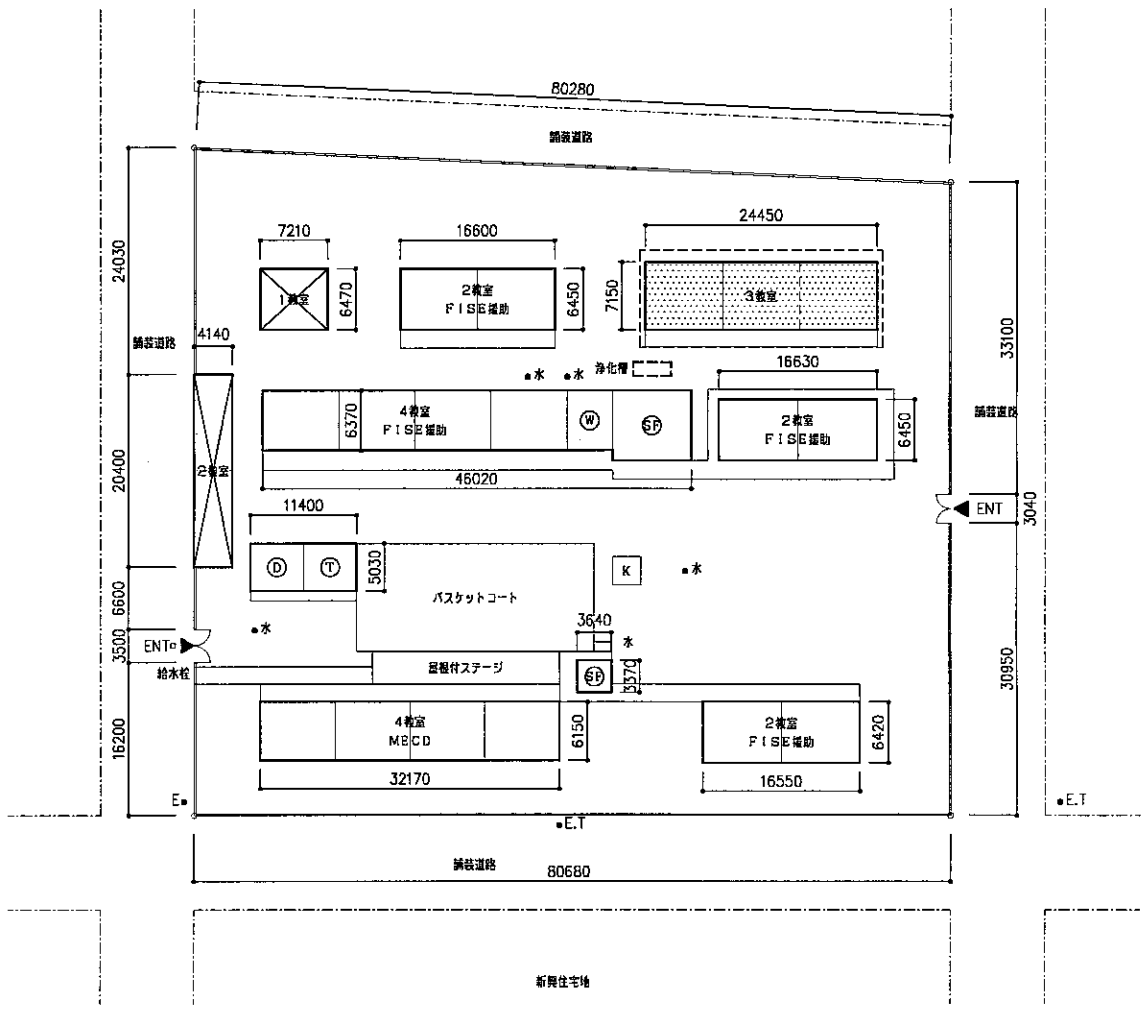 80280
舗装道路
24450
7210
16600
24030
1教室
6470
2教室
FISE援助
6450
7150
3教室
33100
舗装道路
4140
水
水
浄化槽
16630
舗装道路
4教室
FISE援助
6370
W
SF
2教室
FISE援助
6450
2教室
20400
46020
ENT
3040
11400
D
T
5030
バスケットコート
K
水
6600
水
3640
水
3500
ENT
給水栓
屋根付ステージ
SF
3370
30950
16200
4教室
MECD
6150
2教室
FISE援助
6420
32170
16550
E
E.T
E.T
舗装道路
80680
新興住宅地